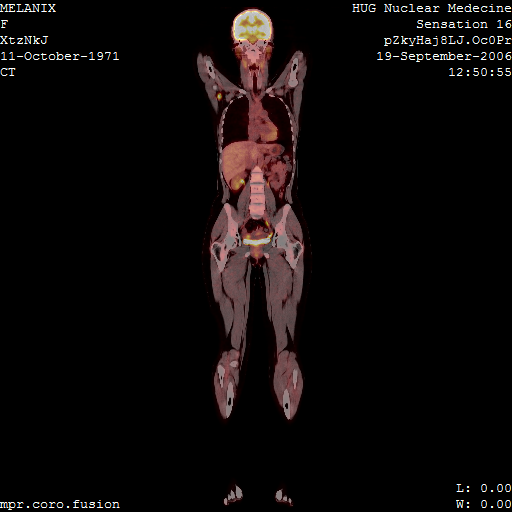 MELANIX
F
XtzNkJ
11-October-1971
CT
HUG Nuclear Medecine
Sensation 16
pZkyHaj8LJ.Oc0Pr
19-September-2006
12:50:55
mpr.coro.fusion
L: 0.00
W: 0.00